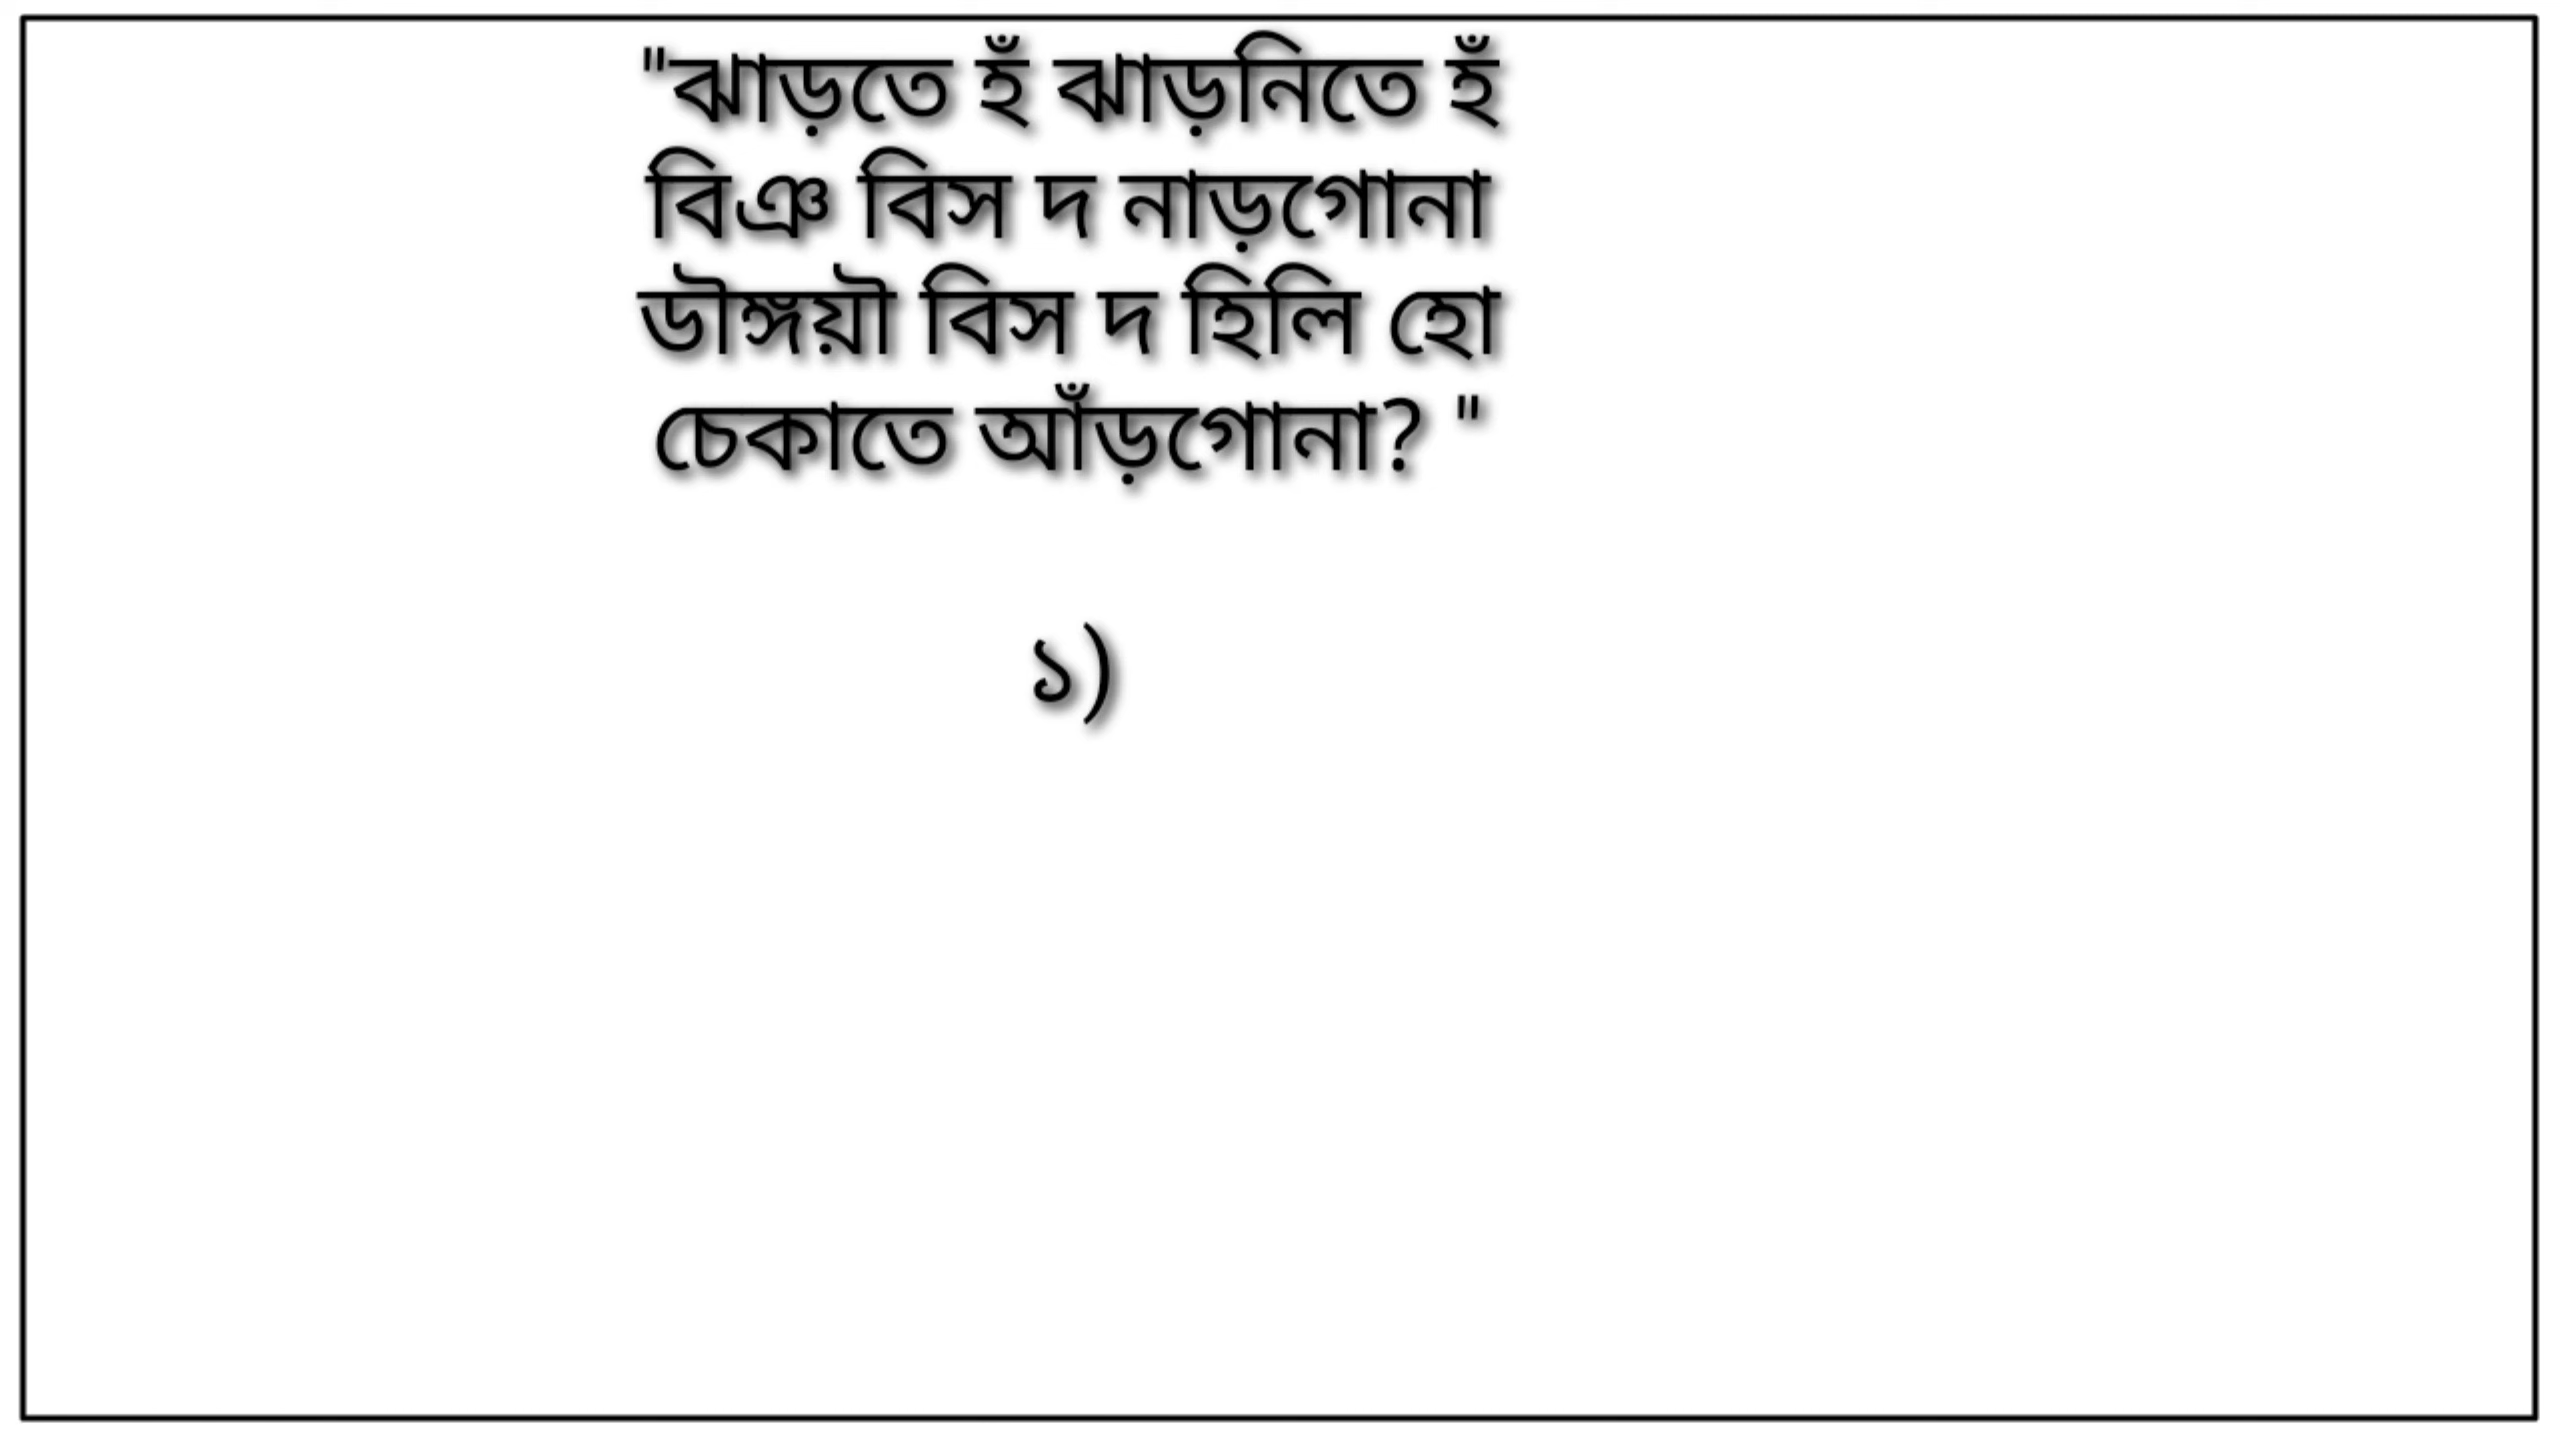 "ঝাড়তে হঁ ঝাড়নিতে হঁ
বিঞ বিস দ নাড়গোনা
ডৗঙ্গয়ৗ বিস দ হিলি হো
চেকাতে আঁড়গোনা? "
১)